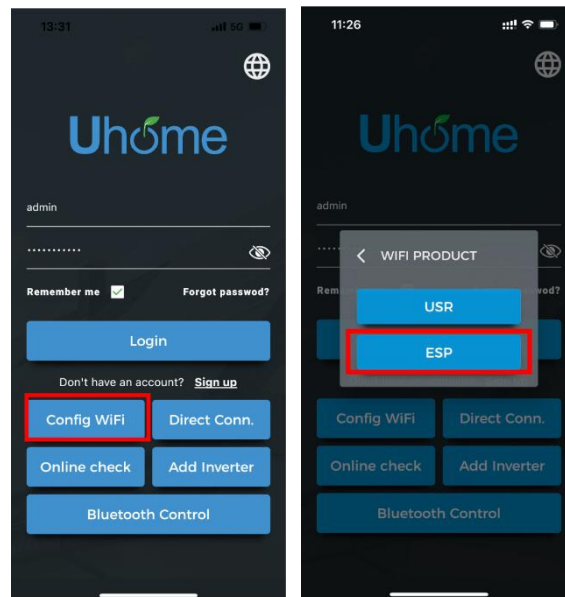 13:31
5G
Uhome
admin
Remember me
Forgot passwod?
Login
Don't have an account? Sign up
Config WiFi
Direct Conn.
Online check
Add Inverter
Bluetooth Control
11:26
Uhome
admin
WIFI PRODUCT
Rem
vod?
USR
ESP
Config WiFi
Direct Conn.
Online check
Add Inverter
Bluetooth Control